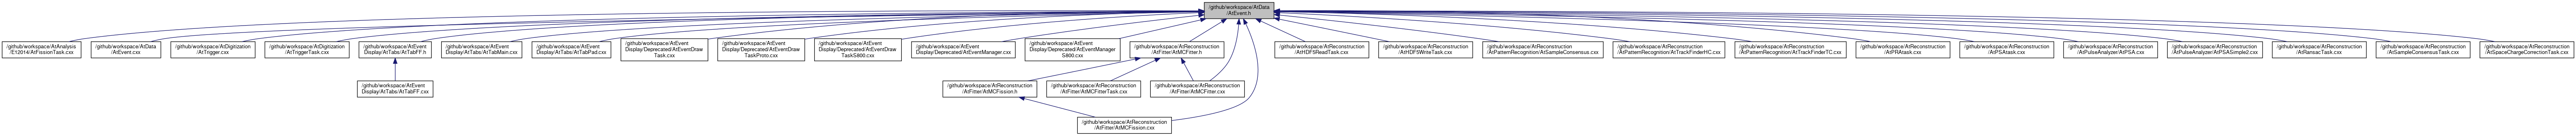 /github/workspace/AtData
/AtEvent.h
/github/workspace/AtAnalysis
/E12014/AtFissionTask.cxx
/github/workspace/AtData
/AtEvent.cxx
/github/workspace/AtDigitization
/AtTrigger.cxx
/github/workspace/AtDigitization
/AtTriggerTask.cxx
/github/workspace/AtEvent
Display/AtTabs/AtTabFF.h
/github/workspace/AtEvent
Display/AtTabs/AtTabMain.cxx
/github/workspace/AtEvent
Display/AtTabs/AtTabPad.cxx
/github/workspace/AtEvent
Display/Deprecated/AtEventDraw
Task.cxx
/github/workspace/AtEvent
Display/Deprecated/AtEventDraw
TaskProto.cxx
/github/workspace/AtEvent
Display/Deprecated/AtEventDraw
TaskS800.cxx
/github/workspace/AtEvent
Display/Deprecated/AtEventManager.cxx
/github/workspace/AtEvent
Display/Deprecated/AtEventManager
S800.cxx
/github/workspace/AtReconstruction
/AtFitter/AtMCFitter.h
/github/workspace/AtReconstruction
/AtHDF5ReadTask.cxx
/github/workspace/AtReconstruction
/AtHDF5WriteTask.cxx
/github/workspace/AtReconstruction
/AtPatternRecognition/AtSampleConsensus.cxx
/github/workspace/AtReconstruction
/AtPatternRecognition/AtTrackFinderHC.cxx
/github/workspace/AtReconstruction
/AtPatternRecognition/AtTrackFinderTC.cxx
/github/workspace/AtReconstruction
/AtPRAtask.cxx
/github/workspace/AtReconstruction
/AtPSAtask.cxx
/github/workspace/AtReconstruction
/AtPulseAnalyzer/AtPSA.cxx
/github/workspace/AtReconstruction
/AtPulseAnalyzer/AtPSASimple2.cxx
/github/workspace/AtReconstruction
/AtRansacTask.cxx
/github/workspace/AtReconstruction
/AtSampleConsensusTask.cxx
/github/workspace/AtReconstruction
/AtSpaceChargeCorrectionTask.cxx
/github/workspace/AtEvent
Display/AtTabs/AtTabFF.cxx
/github/workspace/AtReconstruction
/AtFitter/AtMCFission.h
/github/workspace/AtReconstruction
/AtFitter/AtMCFitterTask.cxx
/github/workspace/AtReconstruction
/AtFitter/AtMCFitter.cxx
/github/workspace/AtReconstruction
/AtFitter/AtMCFission.cxx